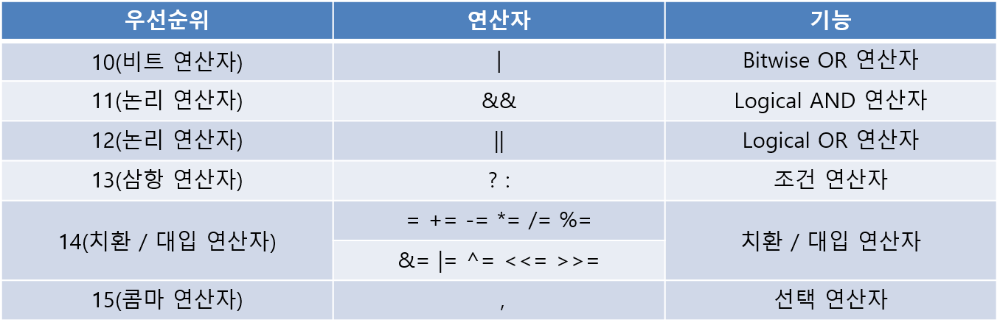 우선순위 연산자 기능
10(비트 연산자) | Bitwise OR 연산자
11(논리 연산자) && Logical AND 연산자
12(논리 연산자) || Logical OR 연산자
13(삼항 연산자) ? : 조건 연산자
14(치환 / 대입 연산자) = += -= *= /= %= 치환 / 대입 연산자
&= |= ^= <<= >>=
15(콤마 연산자) , 선택 연산자